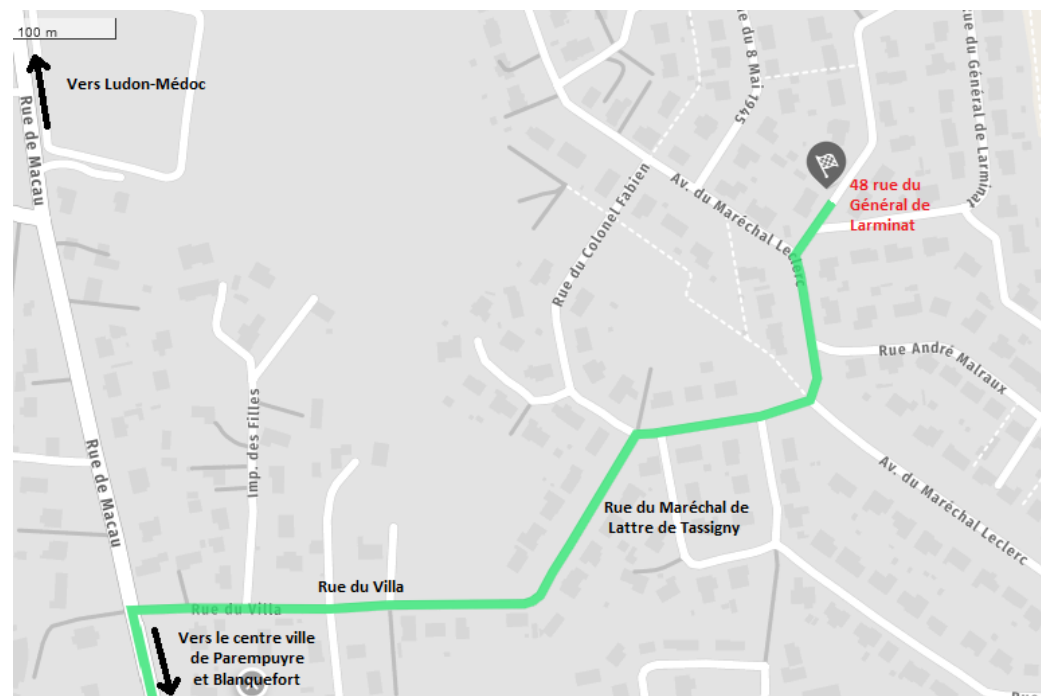 100 m
Vers Ludon-Médoc
Rue de Macau
Rue du 8 Mai 1945
Rue du Général de Larminat
Av. du Maréchal Leclerc
Rue du Colonel Fabien
48 rue du
Général de
Larminat
Rue André Malraux
Imp. des Filles
Rue de Macau
Av. du Maréchal Leclerc
Rue du Maréchal de
Lattre de Tassigny
Rue du Villa
Rue du Villa
Vers le centre ville
de Parempuyre
et Blanquefort